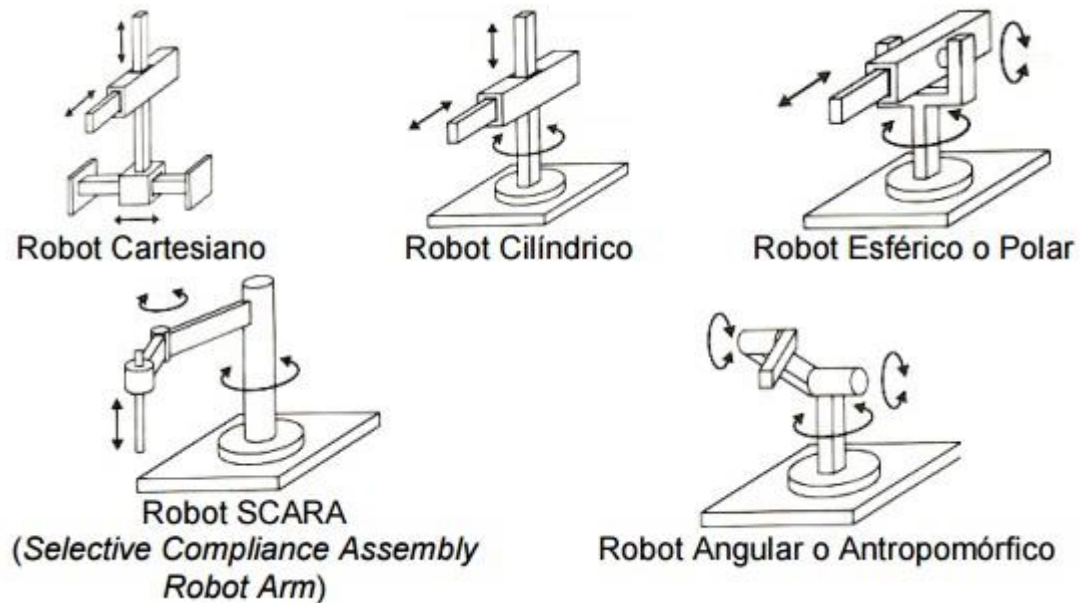 Robot Cartesiano
Robot Cilíndrico
Robot Esférico o Polar
Robot SCARA
(Selective Compliance Assembly
Robot Arm)
Robot Angular o Antropomórfico